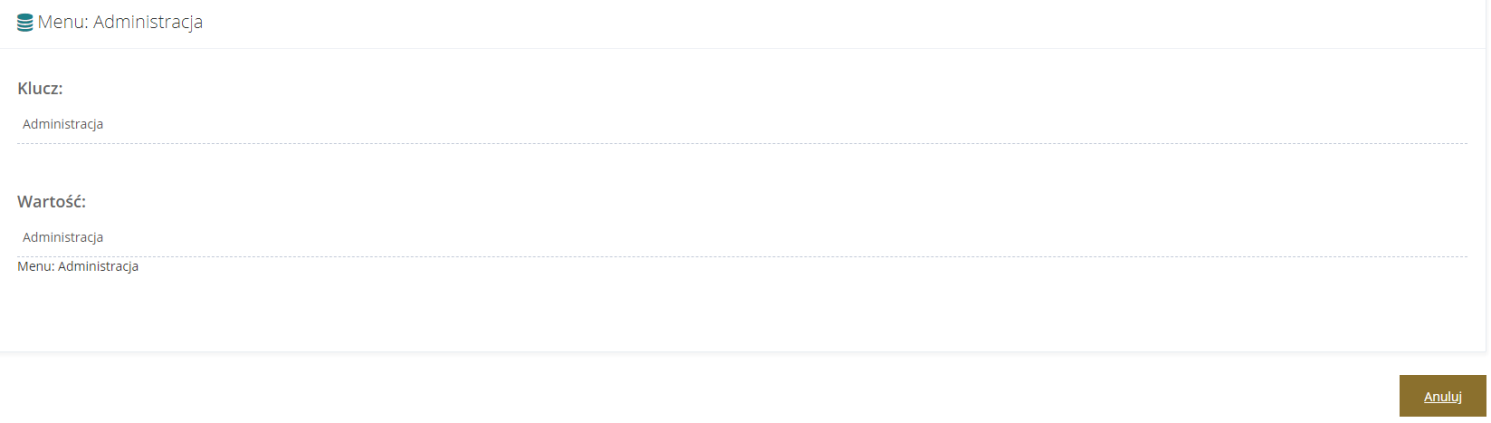 Menu: Administracja
Klucz:
Administracja
Wartość:
Administracja
Menu: Administracja
Anuluj